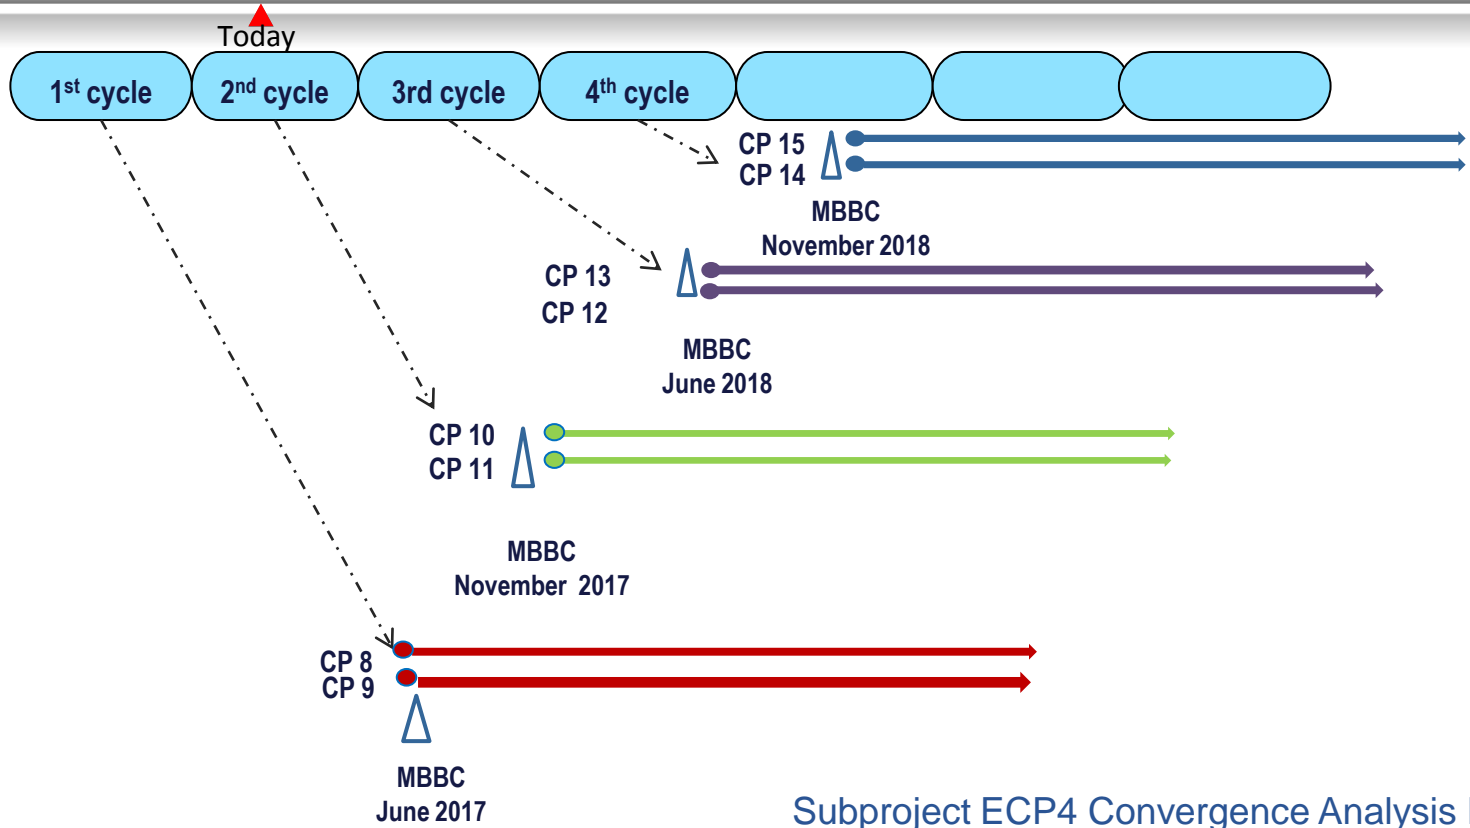 Today
1st cycle
2nd cycle
3rd cycle
4th cycle
CP 15
CP 14
MBBC
November 2018
CP 13
CP 12
MBBC
June 2018
CP 10
CP 11
MBBC
November 2017
CP 8
CP 9
MBBC
June 2017
Subproject ECP4 Convergence Analysis